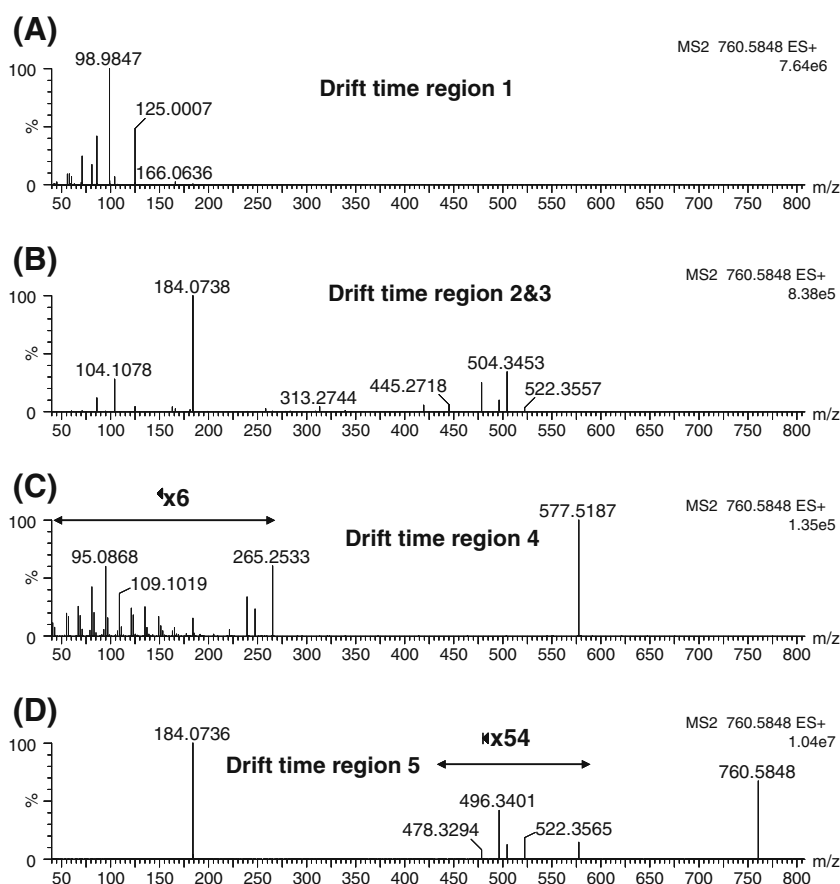 (A)
MS2 760.5848 ES+
7.64e6
98.9847
Drift time region 1
125.0007
166.0636
100
%
0
50 100 150 200 250 300 350 400 450 500 550 600 650 700 750 800 m/z
(B)
MS2 760.5848 ES+
8.38e5
184.0738
Drift time region 2&3
104.1078
313.2744
445.2718
504.3453
522.3557
100
%
0
50 100 150 200 250 300 350 400 450 500 550 600 650 700 750 800 m/z
(C)
x6
MS2 760.5848 ES+
1.35e5
577.5187
Drift time region 4
95.0868
265.2533
109.1019
100
%
0
50 100 150 200 250 300 350 400 450 500 550 600 650 700 750 800 m/z
(D)
MS2 760.5848 ES+
1.04e7
184.0736
x54
Drift time region 5
760.5848
496.3401
478.3294
522.3565
100
%
0
50 100 150 200 250 300 350 400 450 500 550 600 650 700 750 800 m/z